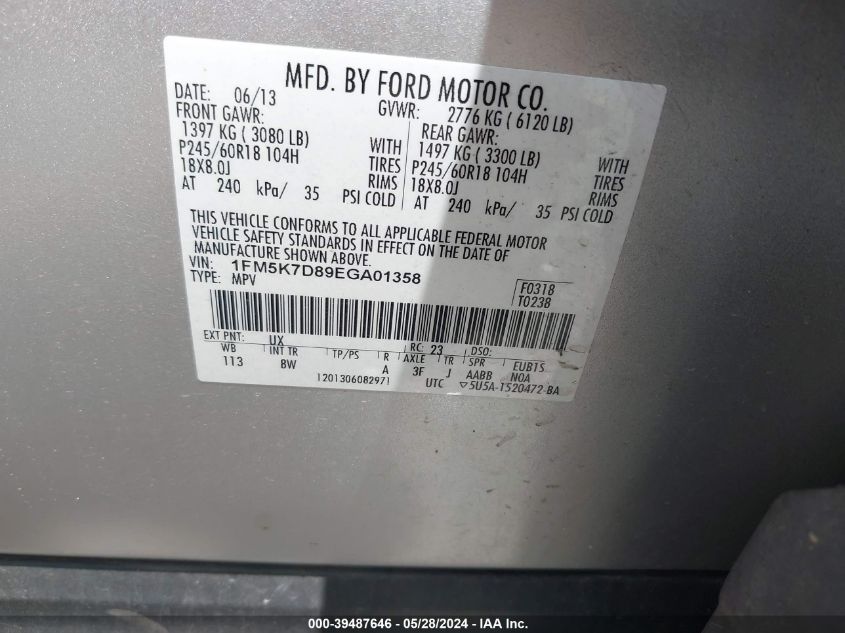 MFD. BY FORD MOTOR CO.
DATE: 06/13 GVWR: 2776 KG ( 6120 LB)
FRONT GAWR: REAR GAWR:
1397 KG ( 3080 LB) WITH 1497 KG ( 3300 LB) WITH
P245/60R18 104H TIRES P245/60R18 104H TIRES
18X8.0J RIMS 18X8.0J RIMS
AT 240 kPa/ 35 PSI COLD AT 240 kPa/ 35 PSI COLD
THIS VEHICLE CONFORMS TO ALL APPLICABLE FEDERAL MOTOR
VEHICLE SAFETY STANDARDS IN EFFECT ON THE DATE OF
MANUFACTURE SHOWN ABOVE.
VIN: 1FM5K7D89EGA01358
TYPE: MPV
F0318
T0238
EXT PNT: UX RC: 23 DSO:
WB INT TR TP/PS R AXLE TR SPR EUB1S
113 8W A 3F J AABB NOA
1201306082971 UTC ▽5U5A-1520472-BA
000-39487646 - 05/28/2024 - IAA Inc.